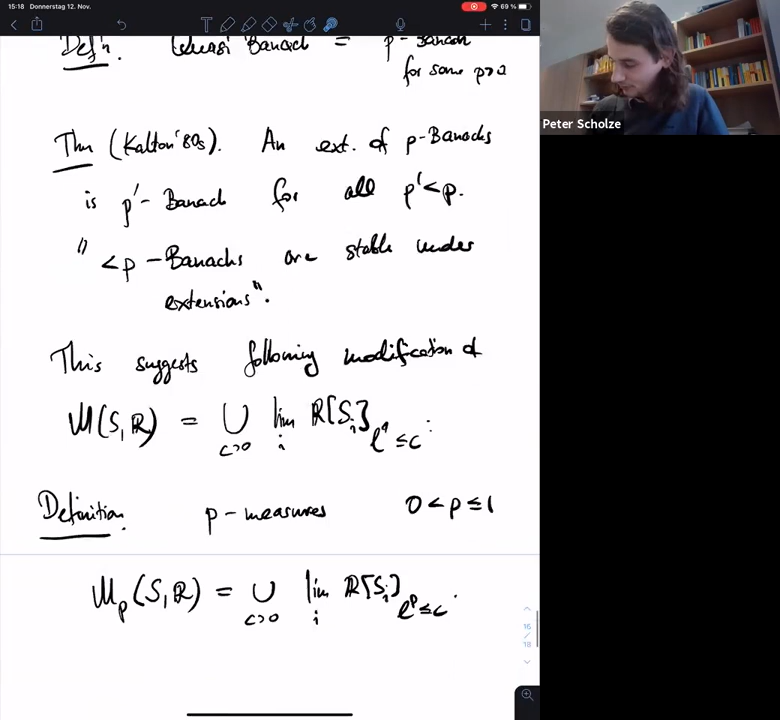 15:18 Donnerstag 12. Nov.
69 %
Peter Scholze
Def'n. Quasi Banach = p-Banach
for some p>0
Thm (Kalton '80s). An ext. of p-Banachs
is p'-Banach for all p'<p.
"<p-Banachs are stable under
extensions".
This suggests following modification of
M(S,R) = ⋃_{c>0} lim_i R[S_i]_{ℓ^1≤c} :
Definition. p-measures 0<p≤1
M_p(S,R) = ⋃_{c>0} lim_i R[S_i]_{ℓ^p≤c}.
16
/
18